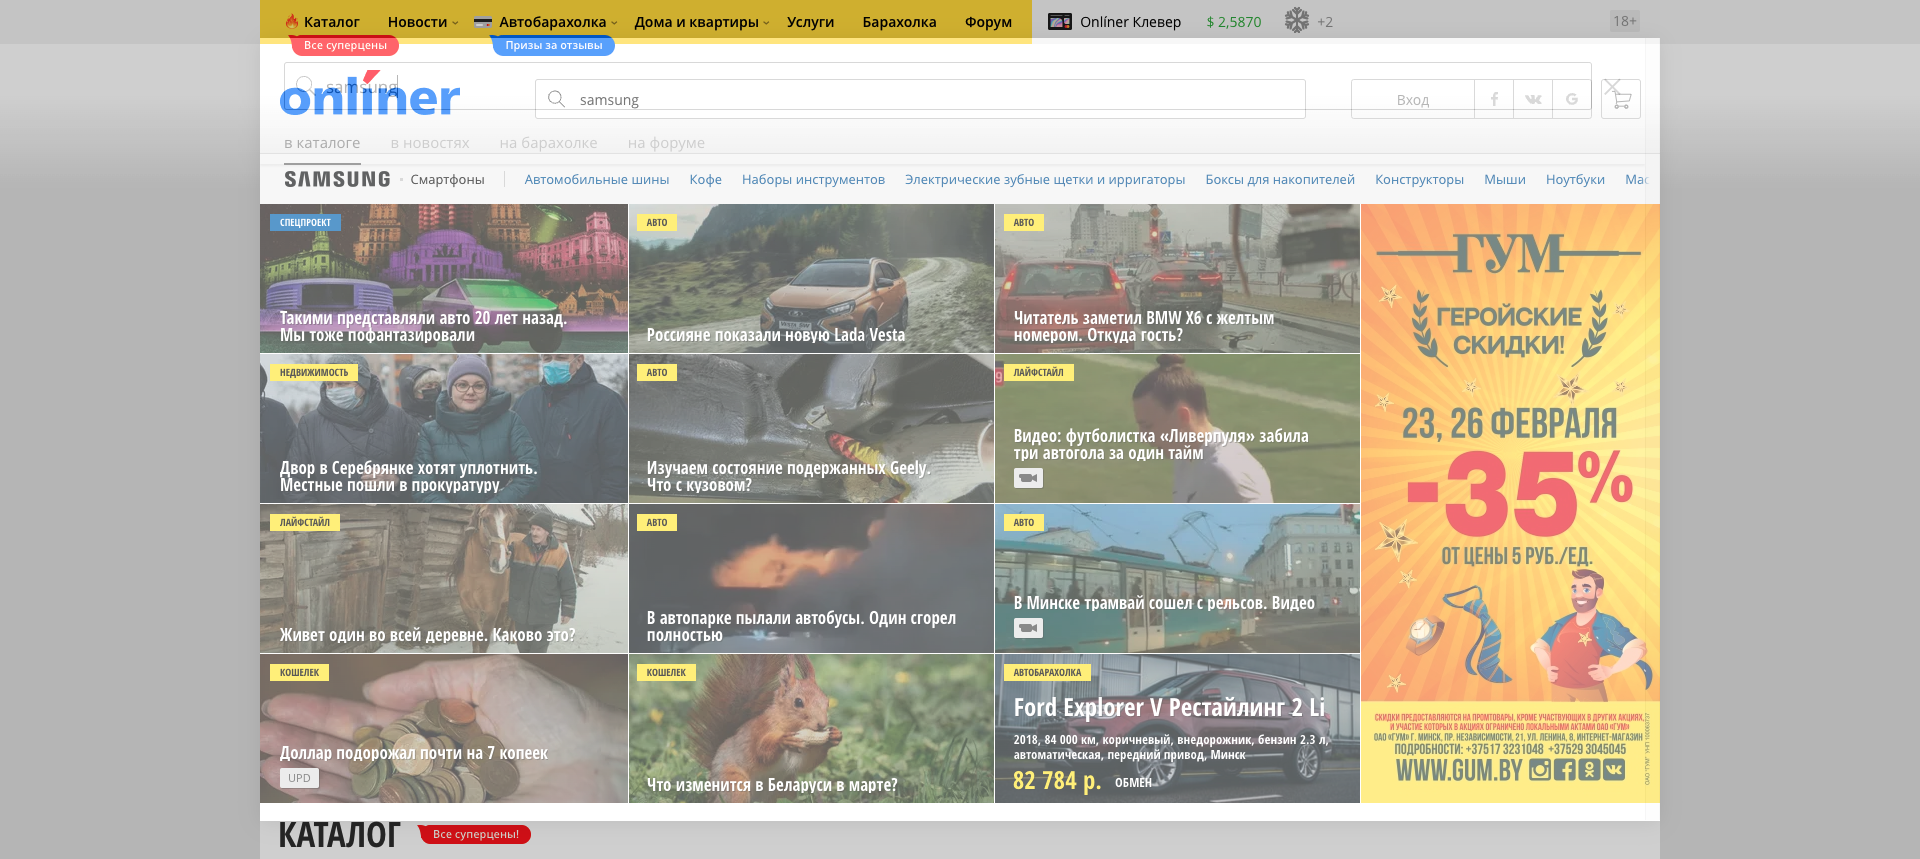 Каталог Новости Автобарахолка Дома и квартиры Услуги Барахолка Форум Onlíner Клевер $ 2,5870 +2 18+
Все суперцены Призы за отзывы
samsung
onlíner samsung Вход
в каталоге в новостях на барахолке на форуме
SAMSUNG Смартфоны Автомобильные шины Кофе Наборы инструментов Электрические зубные щетки и ирригаторы Боксы для накопителей Конструкторы Мыши Ноутбуки Мас
СПЕЦПРОЕКТ
Такими представляли авто 20 лет назад.
Мы тоже пофантазировали
АВТО
Россияне показали новую Lada Vesta
АВТО
Читатель заметил BMW X6 с желтым
номером. Откуда гость?
НЕДВИЖИМОСТЬ
Двор в Серебрянке хотят уплотнить.
Местные пошли в прокуратуру
АВТО
Изучаем состояние подержанных Geely.
Что с кузовом?
9
ЛАЙФСТАЙЛ
Видео: футболистка «Ливерпуля» забила
три автогола за один тайм
ЛАЙФСТАЙЛ
Живет один во всей деревне. Каково это?
АВТО
В автопарке пылали автобусы. Один сгорел
полностью
АВТО
В Минске трамвай сошел с рельсов. Видео
КОШЕЛЕК
Доллар подорожал почти на 7 копеек
UPD
КОШЕЛЕК
Что изменится в Беларуси в марте?
АВТОБАРАХОЛКА
Ford Explorer V Рестайлинг 2 Li
2018, 84 000 км, коричневый, внедорожник, бензин 2.3 л,
автоматическая, передний привод, Минск
82 784 р. ОБМЕН
ГУМ
ГЕРОЙСКИЕ
СКИДКИ!
23, 26 ФЕВРАЛЯ
-35%
ОТ ЦЕНЫ 5 РУБ./ЕД.
СКИДКИ ПРЕДОСТАВЛЯЮТСЯ НА ПРОМТОВАРЫ, КРОМЕ УЧАСТВУЮЩИХ В ДРУГИХ АКЦИЯХ,
И УЧАСТИЕ КОТОРЫХ В АКЦИЯХ ОГРАНИЧЕНО ЛОКАЛЬНЫМИ АКТАМИ ОАО «ГУМ»
ОАО «ГУМ» Г. МИНСК, ПР. НЕЗАВИСИМОСТИ, 21, УЛ. ЛЕНИНА, 8, ИНТЕРНЕТ-МАГАЗИН
ПОДРОБНОСТИ: +37517 3231048 +37529 3045045
WWW.GUM.BY
КАТАЛОГ Все суперцены!